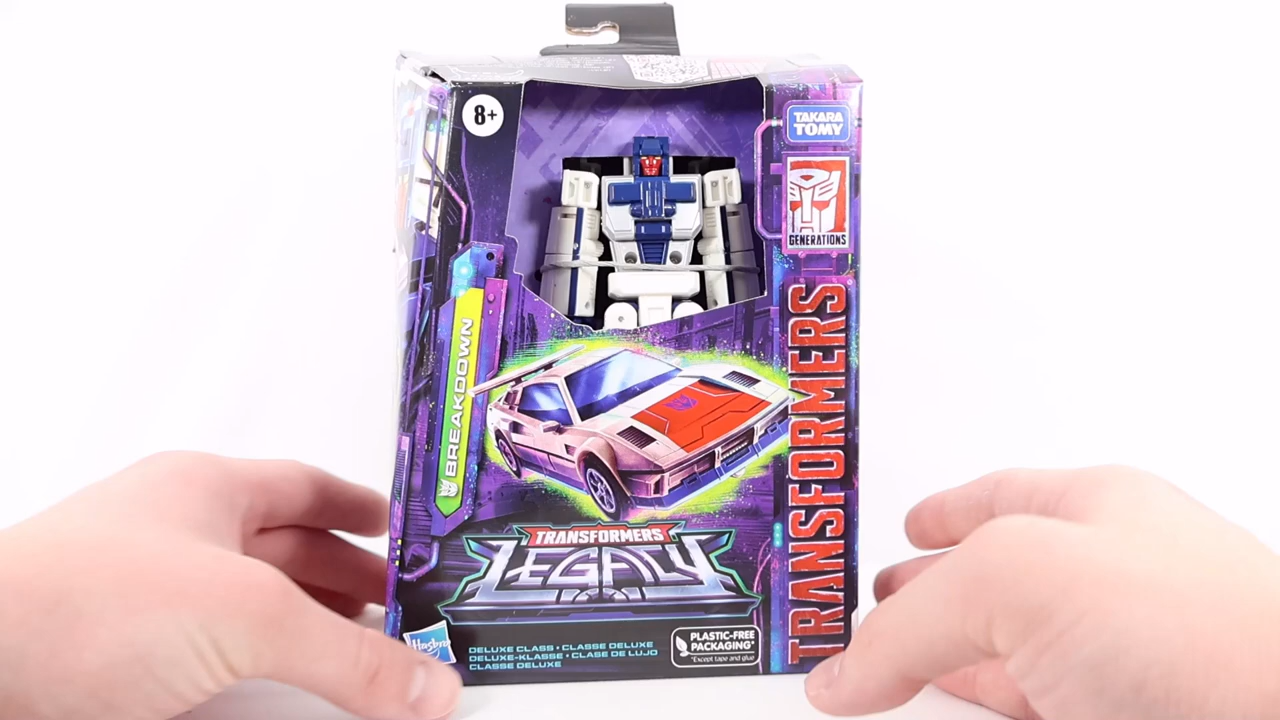 8+
TAKARA
TOMY
GENERATIONS
TRANSFORMERS
BREAKDOWN
TRANSFORMERS
LEGACY
Hasbro
DELUXE CLASS • CLASSE DELUXE
DELUXE-KLASSE • CLASE DE LUJO
CLASSE DELUXE
PLASTIC-FREE
PACKAGING*
*Except tape and glue